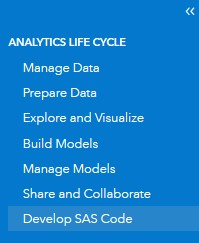 «
ANALYTICS LIFE CYCLE
Manage Data
Prepare Data
Explore and Visualize
Build Models
Manage Models
Share and Collaborate
Develop SAS Code